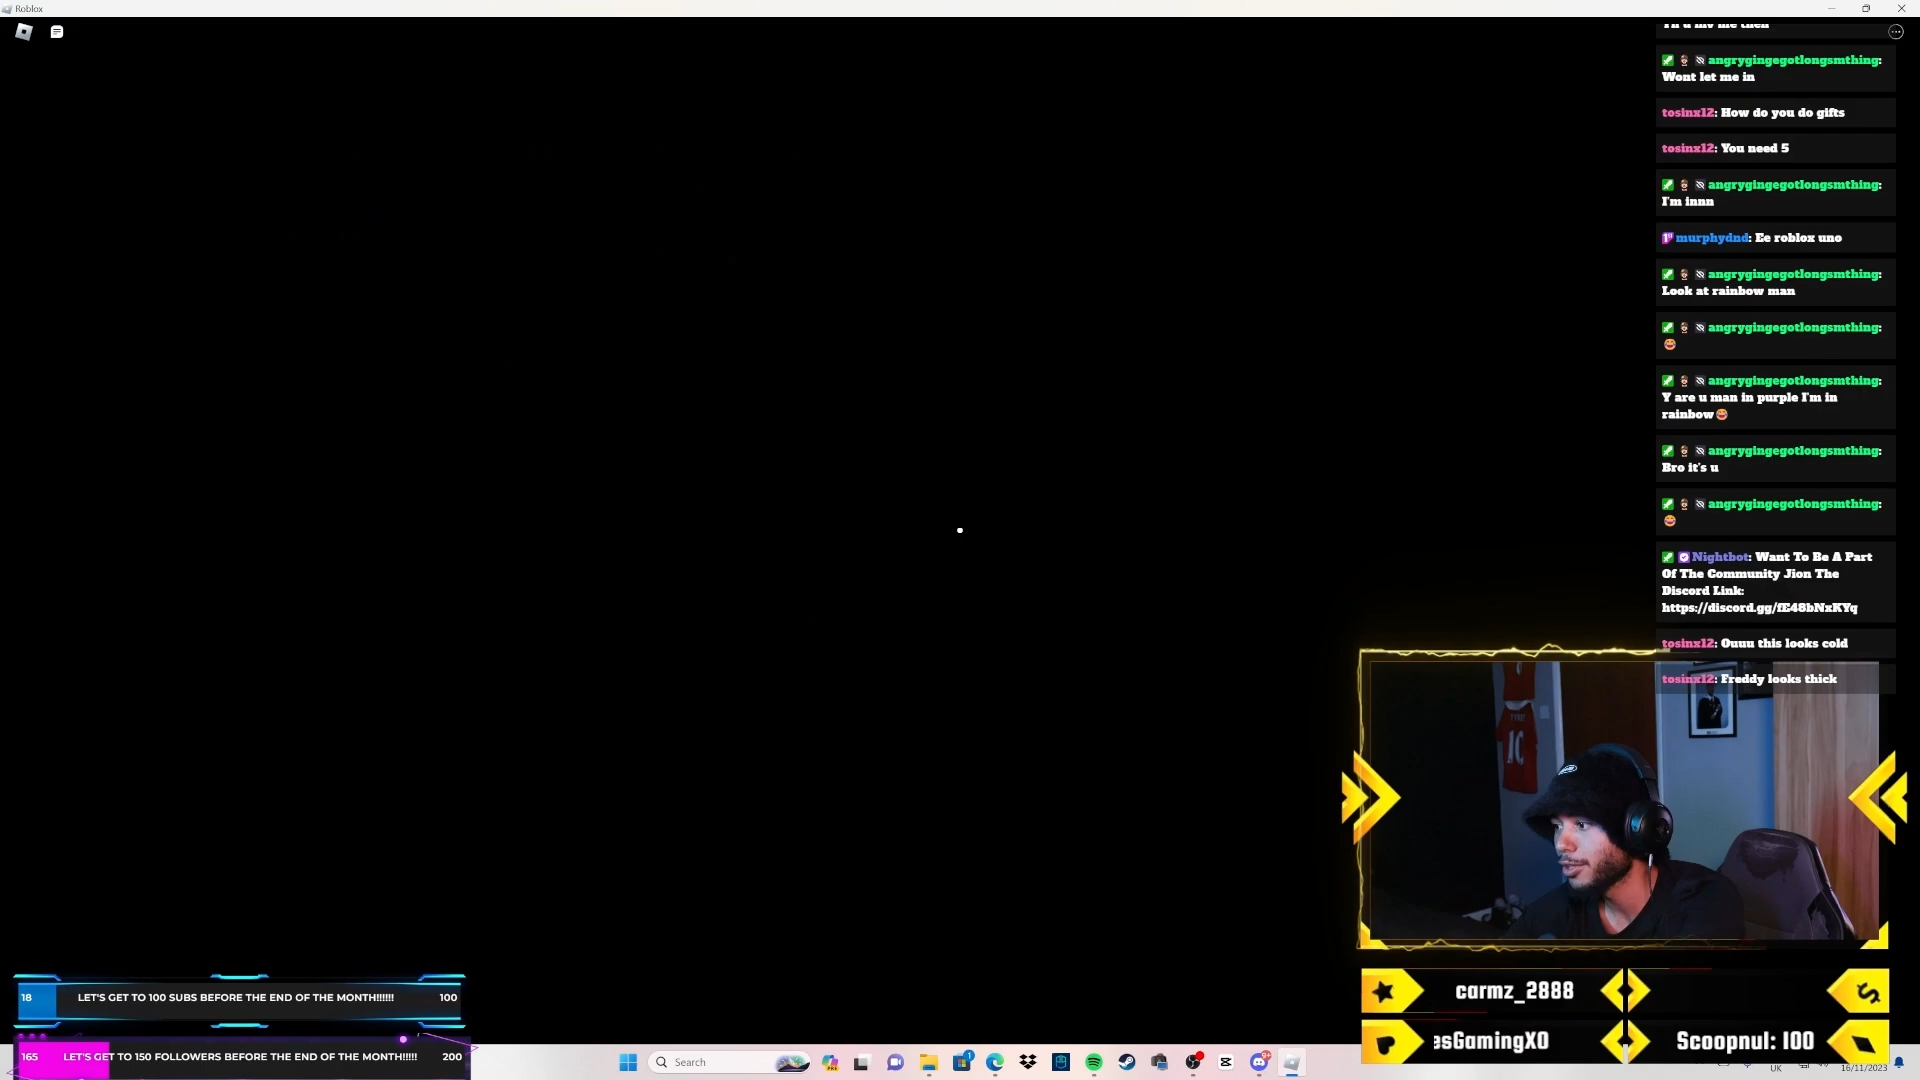 Roblox
angrygingegotlongsmthing:
Wont let me in
tosinx12: How do you do gifts
tosinx12: You need 5
angrygingegotlongsmthing:
I'm innn
murphydnd: Ee roblox uno
angrygingegotlongsmthing:
Look at rainbow man
angrygingegotlongsmthing:
😂
angrygingegotlongsmthing:
Y are u man in purple I'm in
rainbow😂
angrygingegotlongsmthing:
Bro it's u
angrygingegotlongsmthing:
😂
Nightbot: Want To Be A Part
Of The Community Jion The
Discord Link:
https://discord.gg/fE48bNxKYq
tosinx12: Ouuu this looks cold
tosinx12: Freddy looks thick
10
18 LET'S GET TO 100 SUBS BEFORE THE END OF THE MONTH!!!!!! 100
carmz_2888
165 LET'S GET TO 150 FOLLOWERS BEFORE THE END OF THE MONTH!!!!! 200
esGamingXO
Scoopnul: 100
Search
PRE
1
9+
UK
16/11/2023